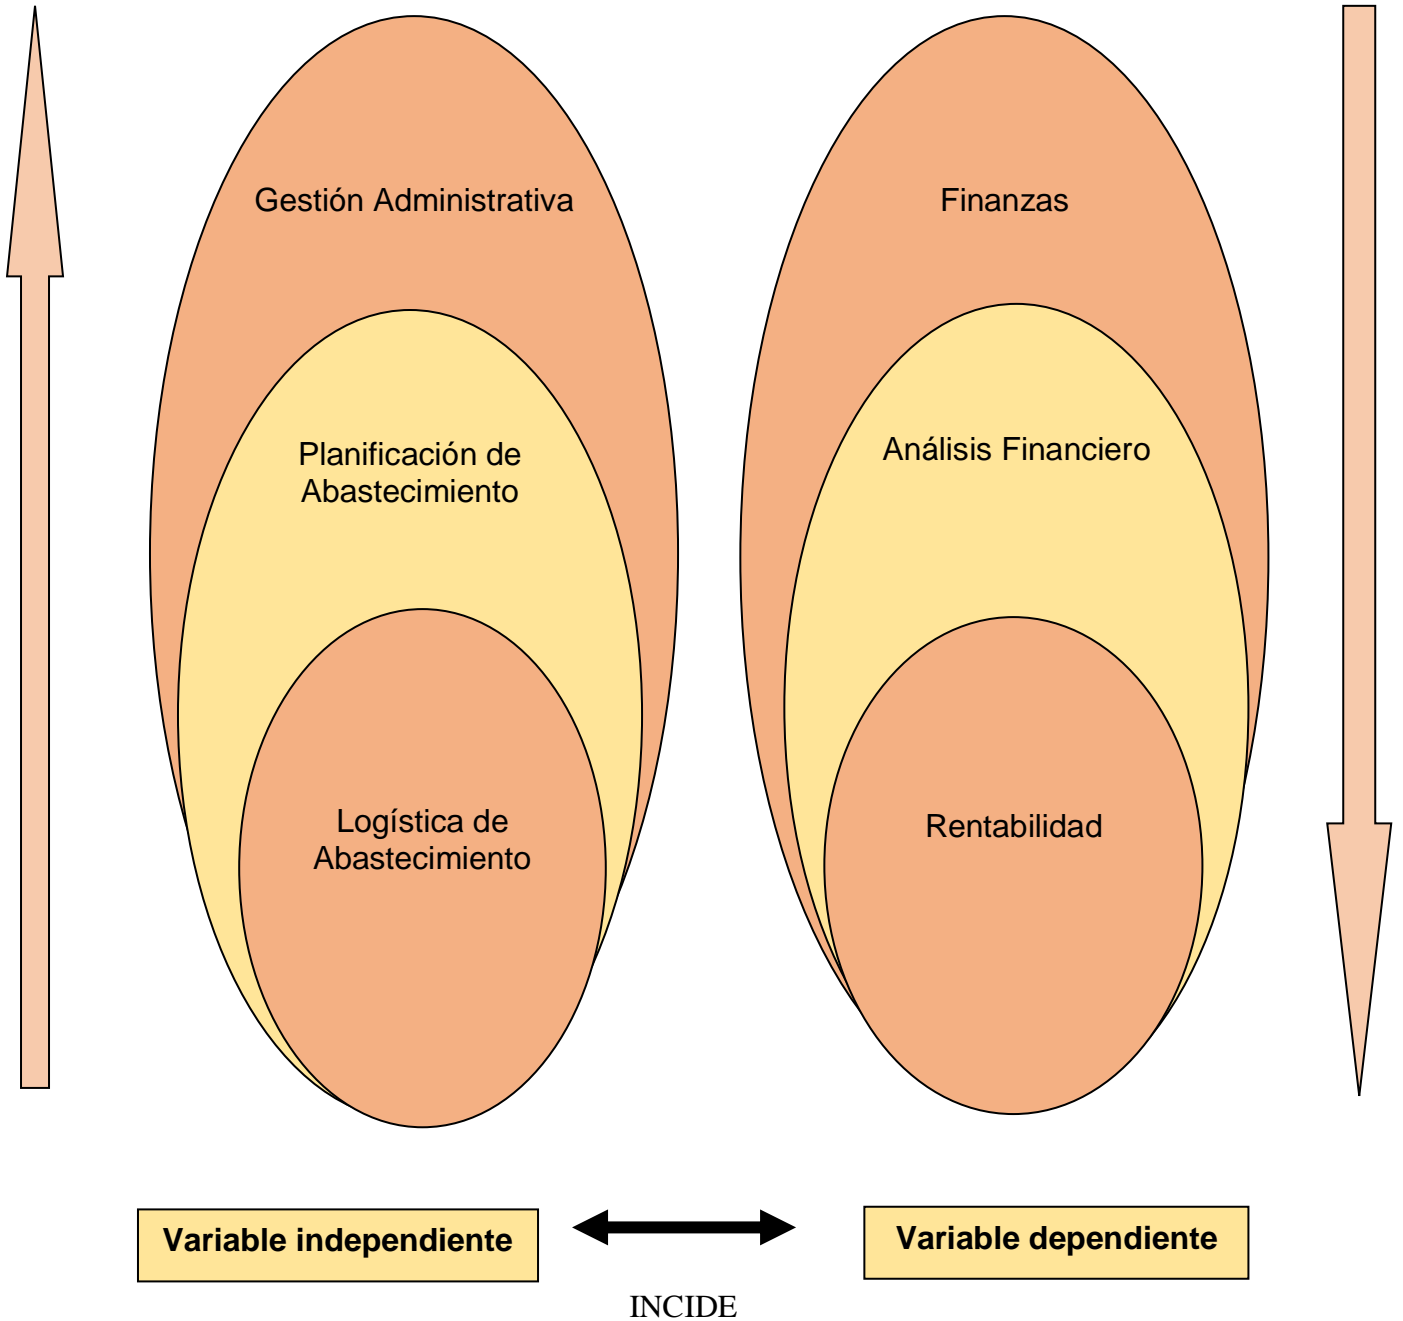 Gestión Administrativa
Planificación de
Abastecimiento
Logística de
Abastecimiento
Finanzas
Análisis Financiero
Rentabilidad
Variable independiente
Variable dependiente
INCIDE